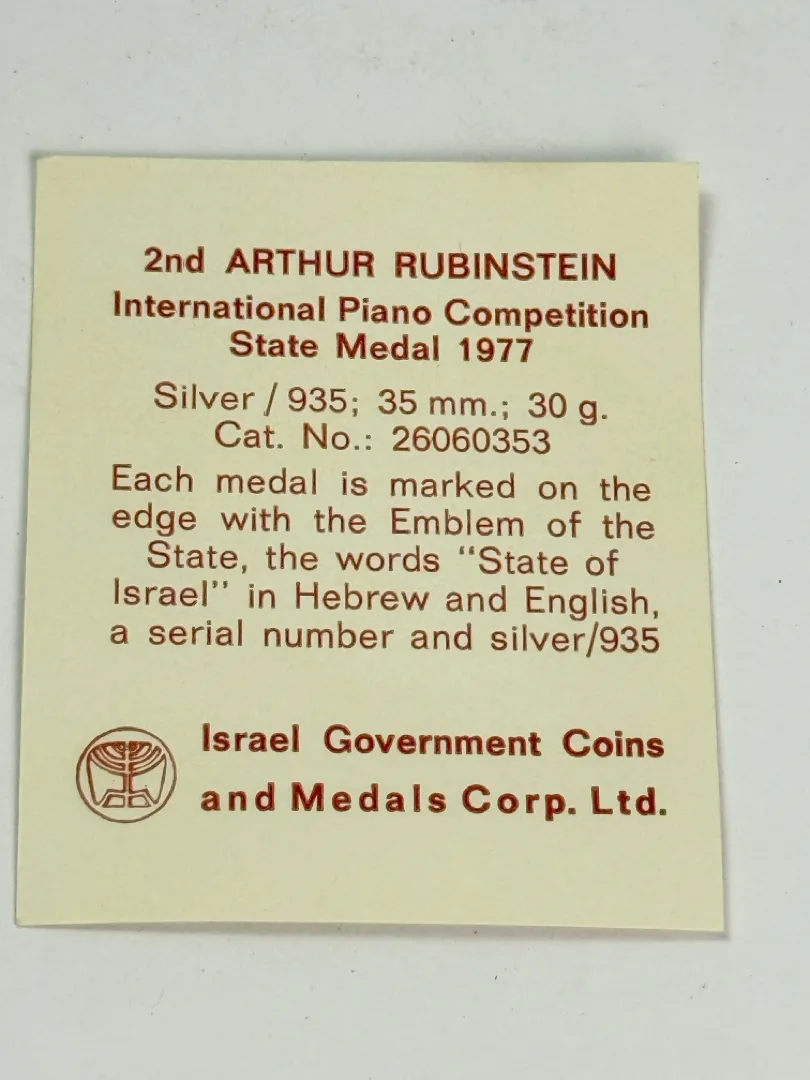 2nd ARTHUR RUBINSTEIN
International Piano Competition
State Medal 1977
Silver / 935; 35 mm.; 30 g.
Cat. No.: 26060353
Each medal is marked on the
edge with the Emblem of the
State, the words “State of
Israel” in Hebrew and English,
a serial number and silver/935
Israel Government Coins
and Medals Corp. Ltd.